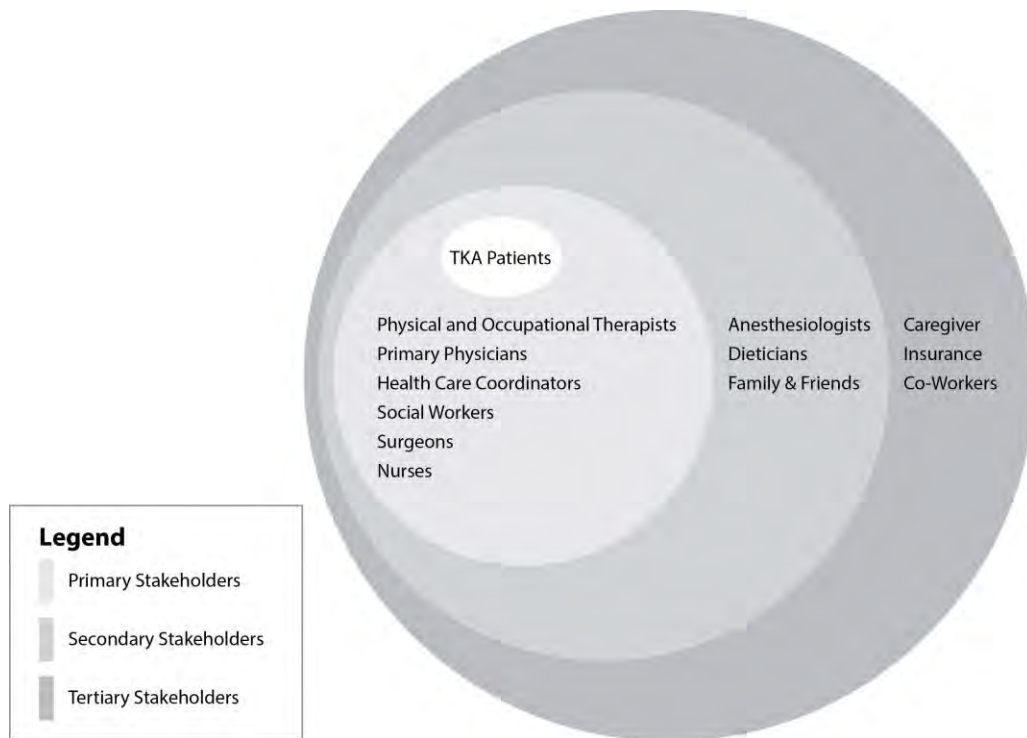 TKA Patients
Physical and Occupational Therapists
Primary Physicians
Health Care Coordinators
Social Workers
Surgeons
Nurses
Anesthesiologists
Dieticians
Family & Friends
Caregiver
Insurance
Co-Workers
Legend
Primary Stakeholders
Secondary Stakeholders
Tertiary Stakeholders